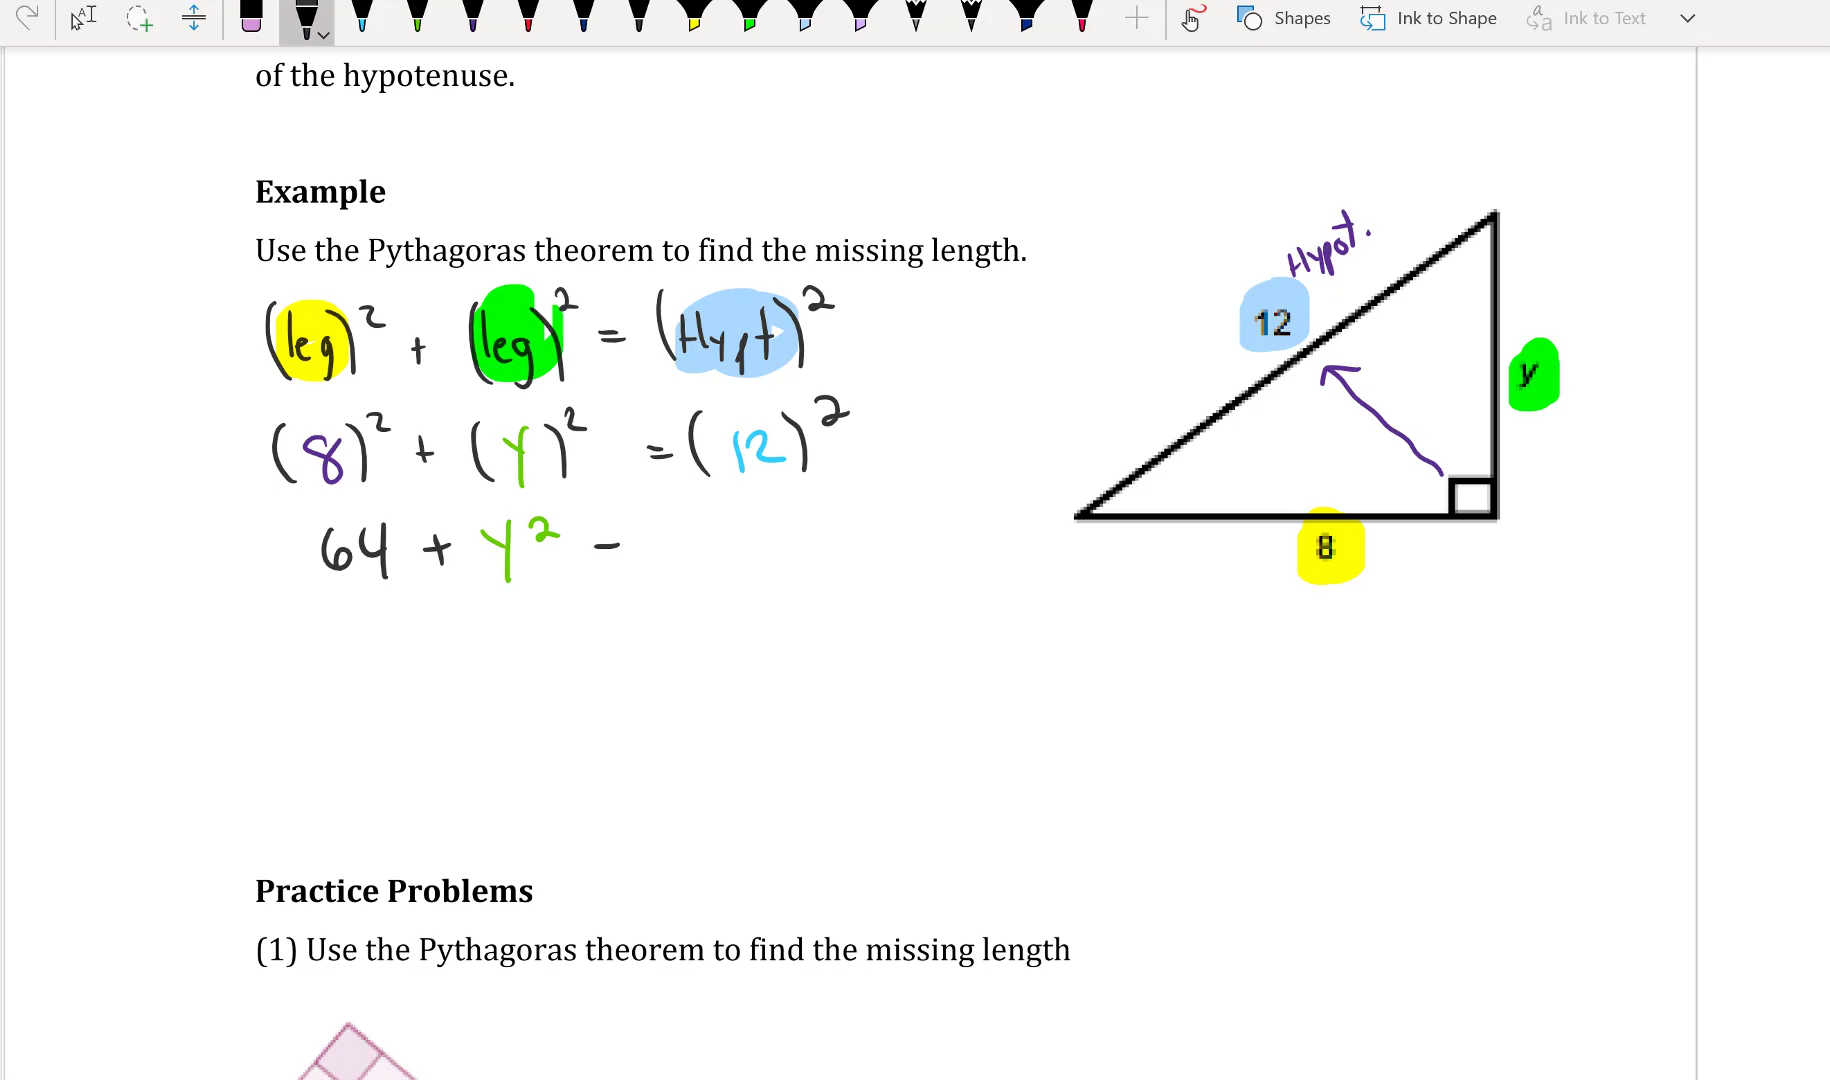 Shapes Ink to Shape Ink to Text
of the hypotenuse.
Example
Use the Pythagoras theorem to find the missing length.
(leg)² + (leg)² = (Hypt)²
(8)² + (y)² = (12)²
64 + y² -
Hypot.
12
y
8
Practice Problems
(1) Use the Pythagoras theorem to find the missing length